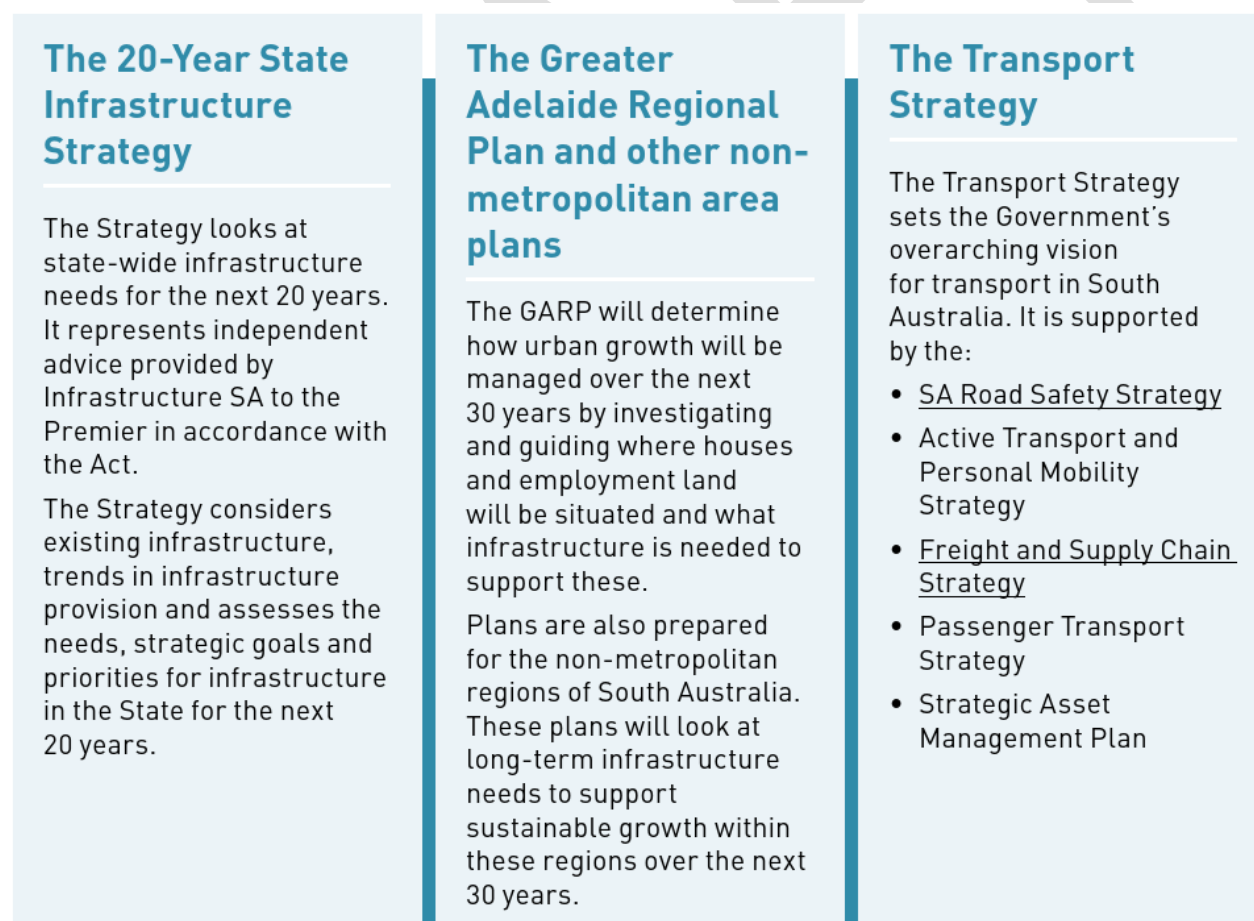 The 20-Year State
Infrastructure
Strategy
The Strategy looks at
state-wide infrastructure
needs for the next 20 years.
It represents independent
advice provided by
Infrastructure SA to the
Premier in accordance with
the Act.
The Strategy considers
existing infrastructure,
trends in infrastructure
provision and assesses the
needs, strategic goals and
priorities for infrastructure
in the State for the next
20 years.
The Greater
Adelaide Regional
Plan and other non-
metropolitan area
plans
The GARP will determine
how urban growth will be
managed over the next
30 years by investigating
and guiding where houses
and employment land
will be situated and what
infrastructure is needed to
support these.
Plans are also prepared
for the non-metropolitan
regions of South Australia.
These plans will look at
long-term infrastructure
needs to support
sustainable growth within
these regions over the next
30 years.
The Transport
Strategy
The Transport Strategy
sets the Government’s
overarching vision
for transport in South
Australia. It is supported
by the:
• SA Road Safety Strategy
• Active Transport and
Personal Mobility
Strategy
• Freight and Supply Chain
Strategy
• Passenger Transport
Strategy
• Strategic Asset
Management Plan